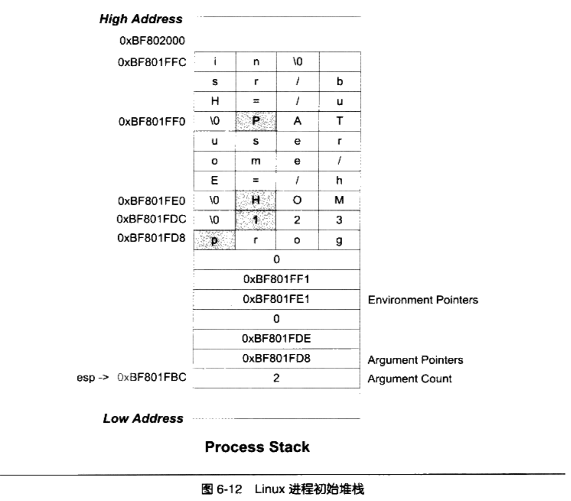 High Address
0xBF802000
0xBF801FFC i n \0
s r / b
H = / u
0xBF801FF0 \0 P A T
u s e r
o m e /
E = / h
0xBF801FE0 \0 H O M
0xBF801FDC \0 1 2 3
0xBF801FD8 p r o g
0
0xBF801FF1
0xBF801FE1 Environment Pointers
0
0xBF801FDE
0xBF801FD8 Argument Pointers
esp -> 0xBF801FBC 2 Argument Count
Low Address
Process Stack
图 6-12 Linux 进程初始堆栈